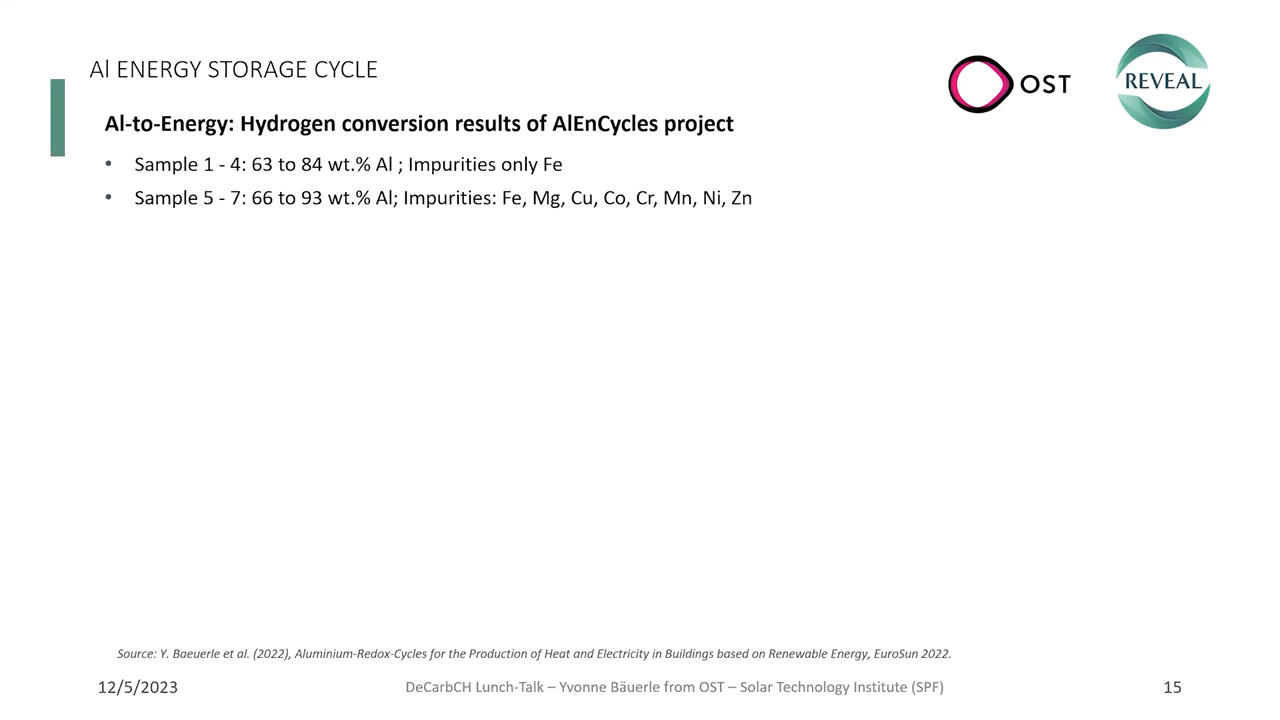 Al ENERGY STORAGE CYCLE
OST
REVEAL
Al-to-Energy: Hydrogen conversion results of AlEnCycles project
• Sample 1 - 4: 63 to 84 wt.% Al ; Impurities only Fe
• Sample 5 - 7: 66 to 93 wt.% Al; Impurities: Fe, Mg, Cu, Co, Cr, Mn, Ni, Zn
Source: Y. Baeuerle et al. (2022), Aluminium-Redox-Cycles for the Production of Heat and Electricity in Buildings based on Renewable Energy, EuroSun 2022.
12/5/2023
DeCarbCH Lunch-Talk – Yvonne Bäuerle from OST – Solar Technology Institute (SPF)
15